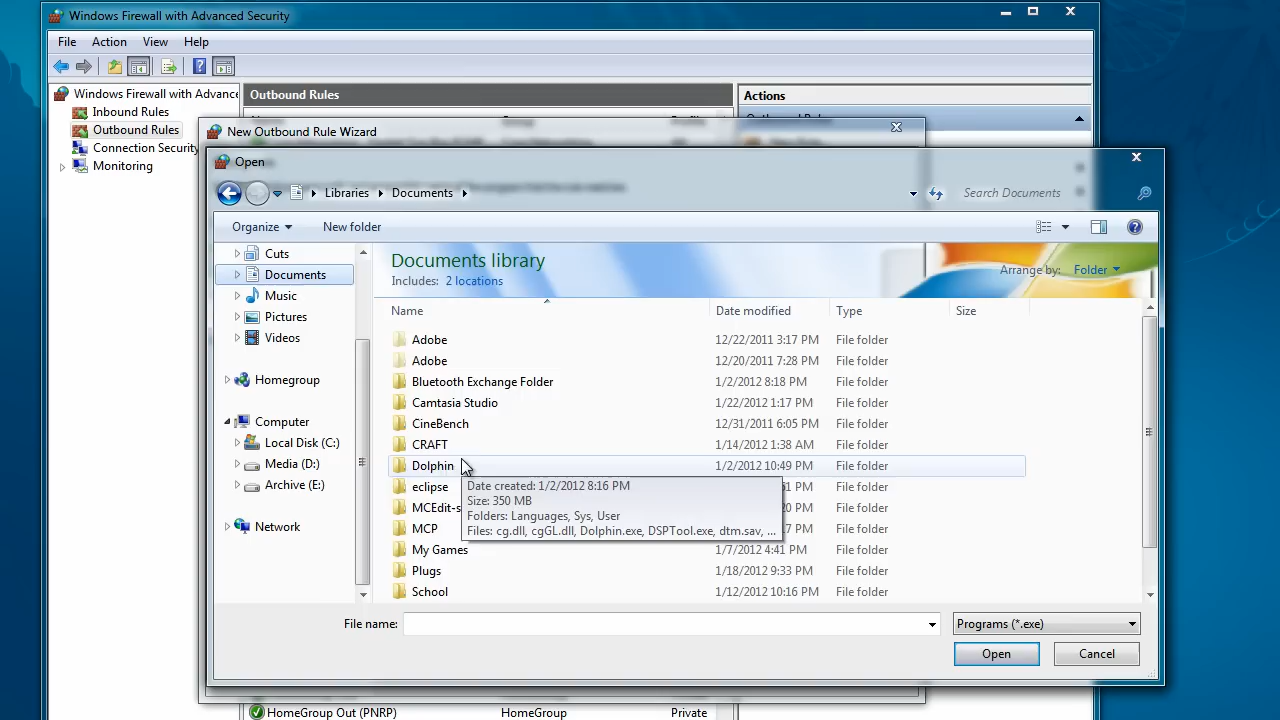 Windows Firewall with Advanced Security
File Action View Help
Windows Firewall with Advance
Inbound Rules
Outbound Rules
Connection Security
Monitoring
Outbound Rules
Actions
New Outbound Rule Wizard
Open
Libraries Documents
Search Documents
Organize New folder
Cuts
Documents
Music
Pictures
Videos
Homegroup
Computer
Local Disk (C:)
Media (D:)
Archive (E:)
Network
Documents library
Includes: 2 locations
Arrange by: Folder
Name Date modified Type Size
Adobe 12/22/2011 3:17 PM File folder
Adobe 12/20/2011 7:28 PM File folder
Bluetooth Exchange Folder 1/2/2012 8:18 PM File folder
Camtasia Studio 1/22/2012 1:17 PM File folder
CineBench 12/31/2011 6:05 PM File folder
CRAFT 1/14/2012 1:38 AM File folder
Dolphin 1/2/2012 10:49 PM File folder
eclipse 51 PM File folder
MCEdit-s 20 PM File folder
MCP PM File folder
Date created: 1/2/2012 8:16 PM
Size: 350 MB
Folders: Languages, Sys, User
Files: cg.dll, cgGL.dll, Dolphin.exe, DSPTool.exe, dtm.sav, ...
My Games 1/7/2012 4:41 PM File folder
Plugs 1/18/2012 9:33 PM File folder
School 1/12/2012 10:16 PM File folder
File name: Programs (*.exe)
Open Cancel
HomeGroup Out (PNRP) HomeGroup Private